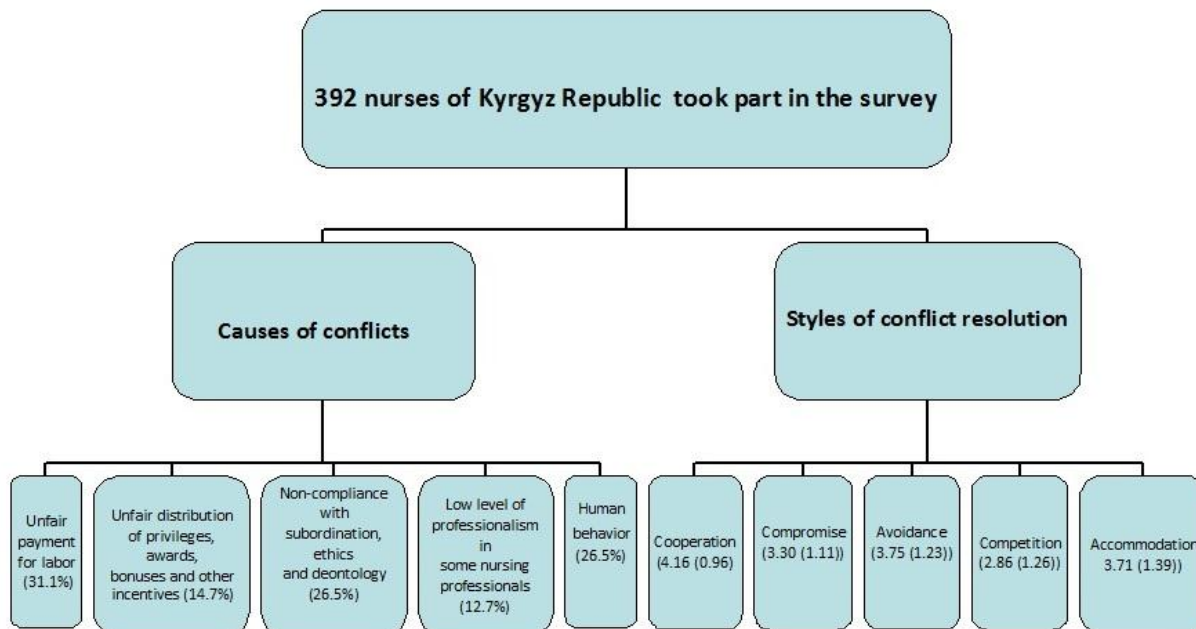 392 nurses of Kyrgyz Republic took part in the survey
Causes of conflicts
Styles of conflict resolution
Unfair
payment
for labor
(31.1%)
Unfair distribution
of privileges,
awards,
bonuses and other
incentives (14.7%)
Non-compliance
with
subordination,
ethics
and deontology
(26.5%)
Low level of
professionalism
in
some nursing
professionals
(12.7%)
Human
behavior
(26.5%)
Cooperation
(4.16 (0.96)
Compromise
(3.30 (1.11))
Avoidance
(3.75 (1.23))
Competition
(2.86 (1.26))
Accommodation
3.71 (1.39))